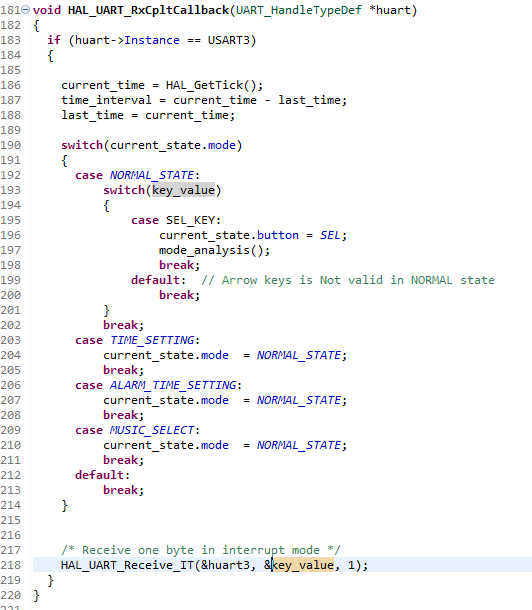 181 void HAL_UART_RxCpltCallback(UART_HandleTypeDef *huart)
182 {
183   if (huart->Instance == USART3)
184   {
185
186     current_time = HAL_GetTick();
187     time_interval = current_time - last_time;
188     last_time = current_time;
189
190     switch(current_state.mode)
191     {
192       case NORMAL_STATE:
193           switch(key_value)
194           {
195               case SEL_KEY:
196                   current_state.button = SEL;
197                   mode_analysis();
198                   break;
199               default:  // Arrow keys is Not valid in NORMAL state
200                   break;
201           }
202           break;
203       case TIME_SETTING:
204           current_state.mode  = NORMAL_STATE;
205           break;
206       case ALARM_TIME_SETTING:
207           current_state.mode  = NORMAL_STATE;
208           break;
209       case MUSIC_SELECT:
210           current_state.mode  = NORMAL_STATE;
211           break;
212       default:
213           break;
214     }
215
216
217     /* Receive one byte in interrupt mode */
218     HAL_UART_Receive_IT(&huart3, &key_value, 1);
219   }
220 }